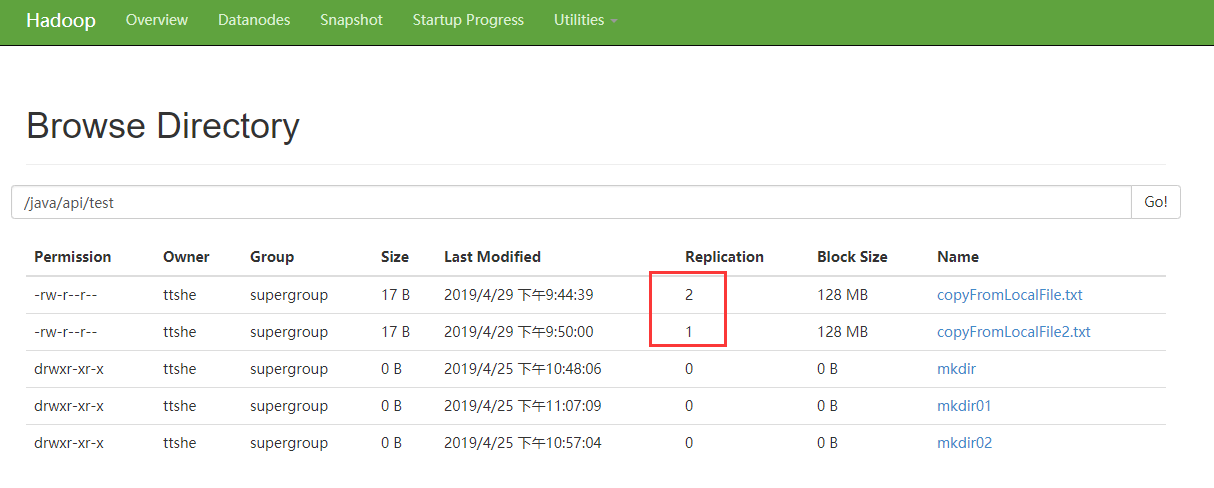 Hadoop Overview Datanodes Snapshot Startup Progress Utilities
Browse Directory
/java/api/test Go!
Permission Owner Group Size Last Modified Replication Block Size Name
-rw-r--r-- ttshe supergroup 17 B 2019/4/29 下午9:44:39 2 128 MB copyFromLocalFile.txt
-rw-r--r-- ttshe supergroup 17 B 2019/4/29 下午9:50:00 1 128 MB copyFromLocalFile2.txt
drwxr-xr-x ttshe supergroup 0 B 2019/4/25 下午10:48:06 0 0 B mkdir
drwxr-xr-x ttshe supergroup 0 B 2019/4/25 下午11:07:09 0 0 B mkdir01
drwxr-xr-x ttshe supergroup 0 B 2019/4/25 下午10:57:04 0 0 B mkdir02